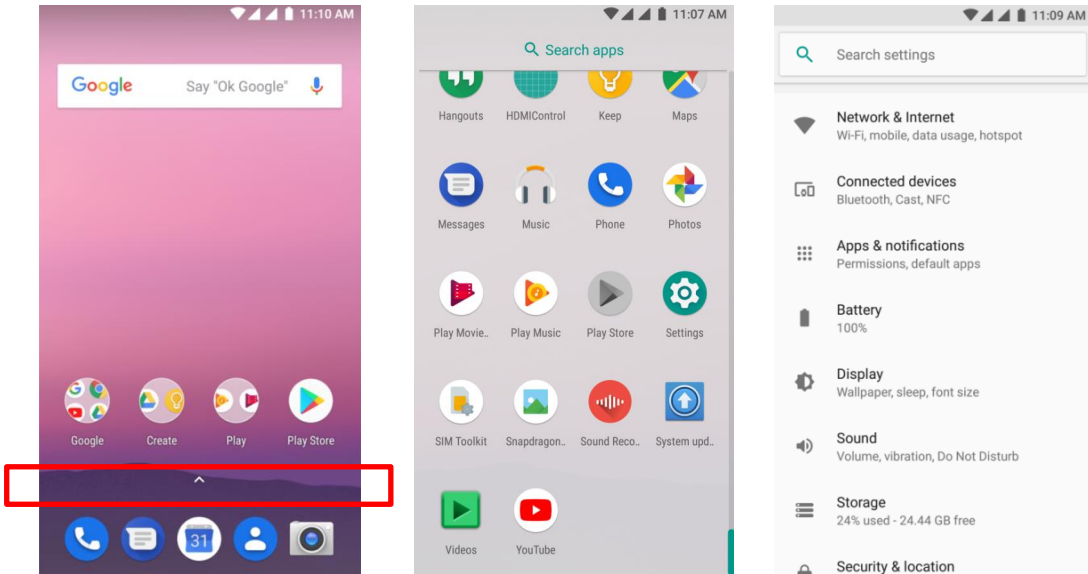 11:10 AM
Google Say "Ok Google"
Google Create Play Play Store
31
11:07 AM
Search apps
Hangouts HDMIControl Keep Maps
Messages Music Phone Photos
Play Movie.. Play Music Play Store Settings
SIM Toolkit Snapdragon.. Sound Reco.. System upd..
Videos YouTube
11:09 AM
Search settings
Network & Internet
Wi-Fi, mobile, data usage, hotspot
Connected devices
Bluetooth, Cast, NFC
Apps & notifications
Permissions, default apps
Battery
100%
Display
Wallpaper, sleep, font size
Sound
Volume, vibration, Do Not Disturb
Storage
24% used - 24.44 GB free
Security & location